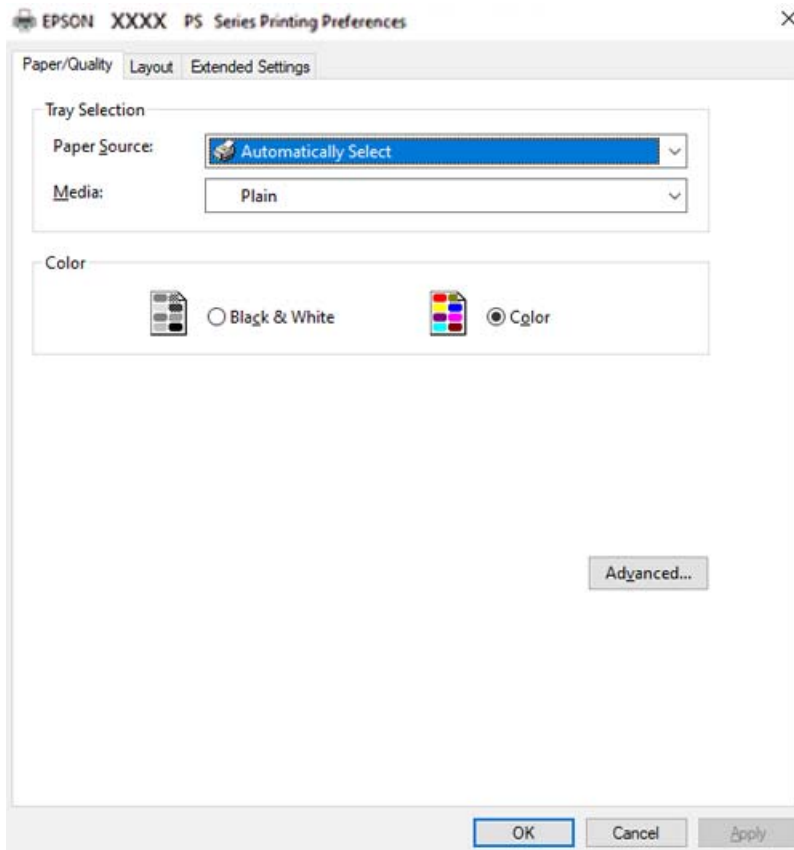 EPSON XXXX PS Series Printing Preferences
Paper/Quality Layout Extended Settings
Tray Selection
Paper Source: Automatically Select
Media: Plain
Color
Black & White Color
Advanced...
OK Cancel Apply